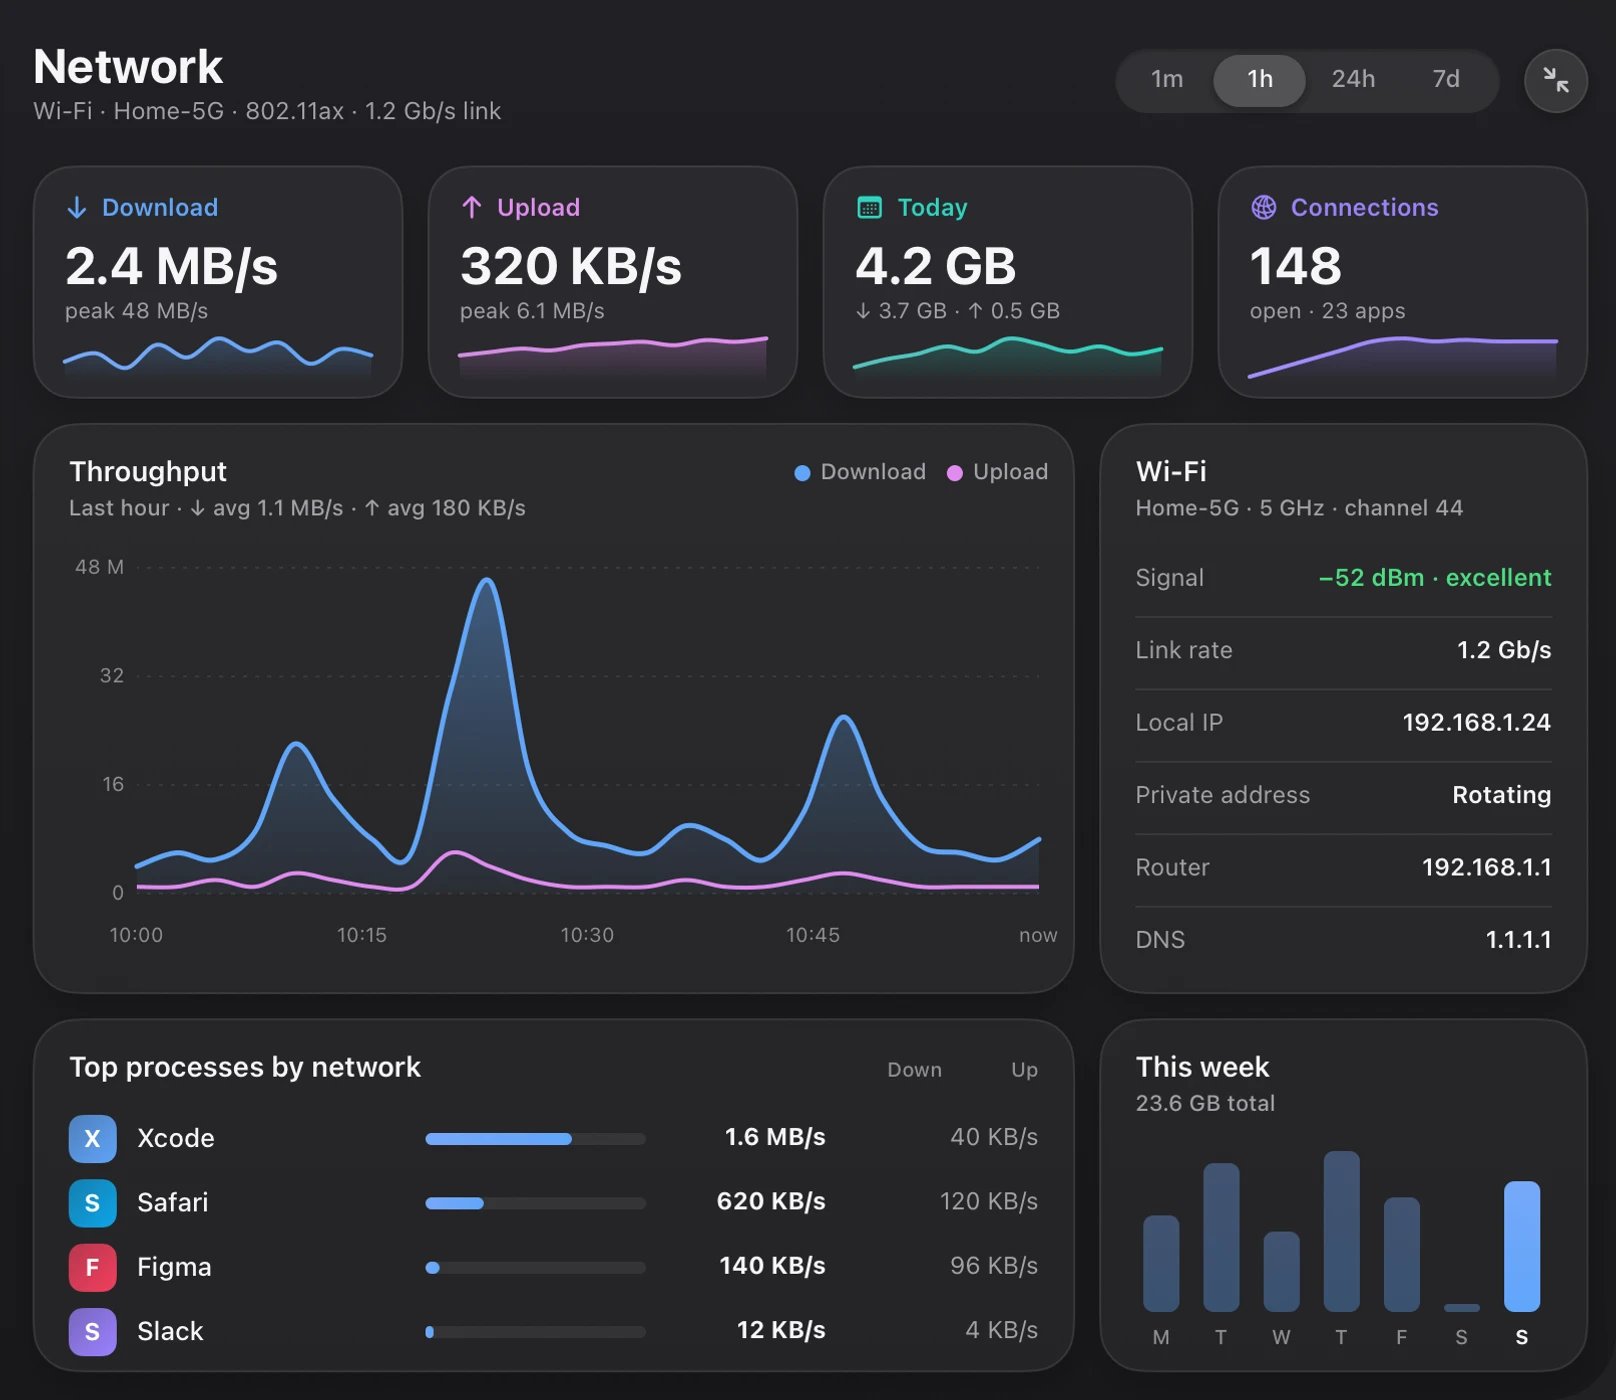 Network
Wi-Fi · Home-5G · 802.11ax · 1.2 Gb/s link
1m 1h 24h 7d
↓ Download
2.4 MB/s
peak 48 MB/s
↑ Upload
320 KB/s
peak 6.1 MB/s
Today
4.2 GB
↓ 3.7 GB · ↑ 0.5 GB
Connections
148
open · 23 apps
Throughput
Last hour · ↓ avg 1.1 MB/s · ↑ avg 180 KB/s
Download Upload
48 M
32
16
0
10:00 10:15 10:30 10:45 now
Wi-Fi
Home-5G · 5 GHz · channel 44
Signal −52 dBm · excellent
Link rate 1.2 Gb/s
Local IP 192.168.1.24
Private address Rotating
Router 192.168.1.1
DNS 1.1.1.1
Top processes by network Down Up
X Xcode 1.6 MB/s 40 KB/s
S Safari 620 KB/s 120 KB/s
F Figma 140 KB/s 96 KB/s
S Slack 12 KB/s 4 KB/s
This week
23.6 GB total
M T W T F S S